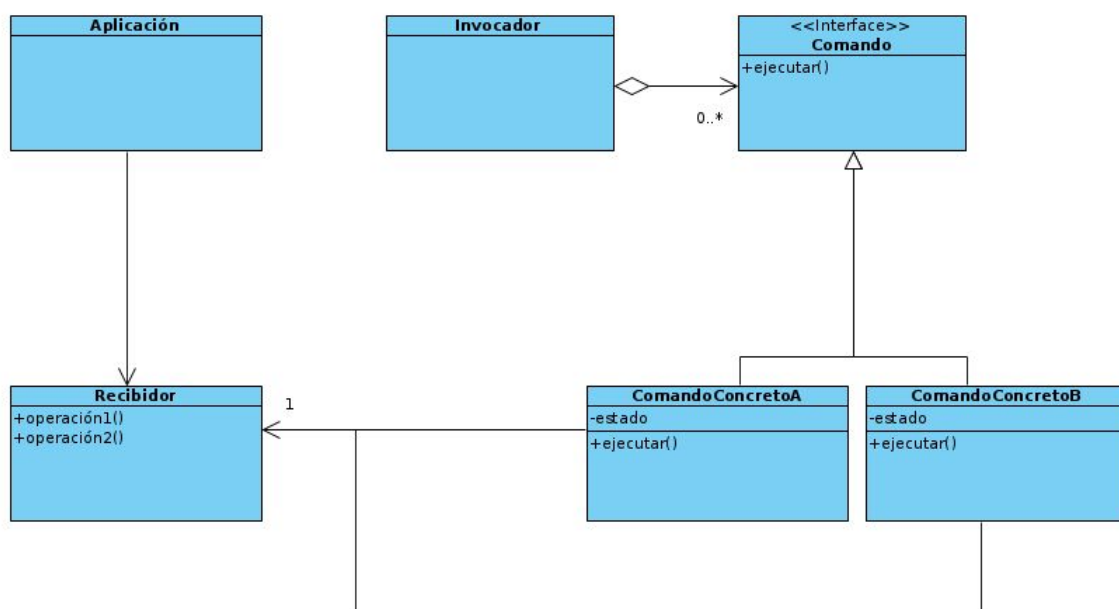 Aplicación
Invocador
<<Interface>>
Comando
+ejecutar()
0..*
Recibidor
+operación1()
+operación2()
1
ComandoConcretoA
-estado
+ejecutar()
ComandoConcretoB
-estado
+ejecutar()